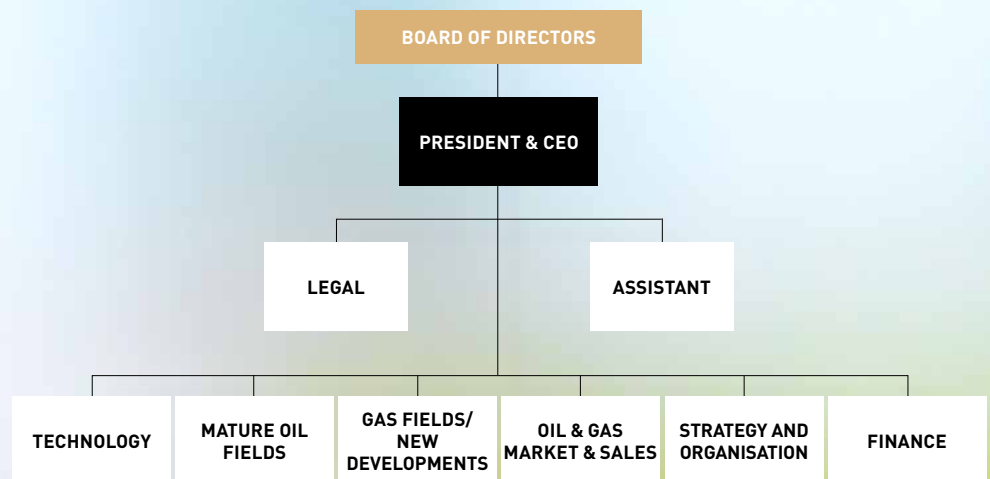 BOARD OF DIRECTORS
PRESIDENT & CEO
LEGAL
ASSISTANT
TECHNOLOGY
MATURE OIL
FIELDS
GAS FIELDS/
NEW
DEVELOPMENTS
OIL & GAS
MARKET & SALES
STRATEGY AND
ORGANISATION
FINANCE